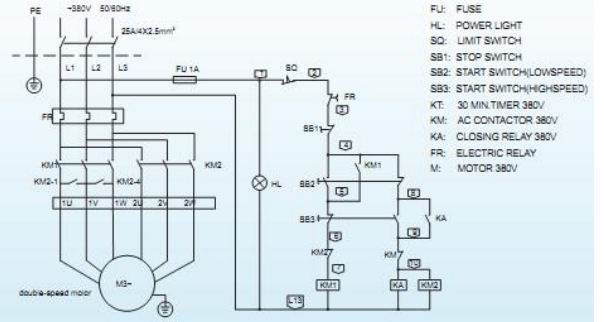 PE
~380V 50/60Hz
25A/4X2.5mm²
L1 L2 L3
FU 1A
1
SQ
2
FR
3
FR
SB11
4
KM1
KM1
KM2
KM2-1
KM2-4
HL
SB2
5
8
KA
1U 1V 1W 2U 2V 2W
SB3
9
6
KM2
KM
7
10
M3~
double-speed motor
L13
KM1
KA
KM2
FU: FUSE
HL: POWER LIGHT
SQ: LIMIT SWITCH
SB1: STOP SWITCH
SB2: START SWITCH(LOWSPEED)
SB3: START SWITCH(HIGHSPEED)
KT: 30 MIN.TIMER 380V
KM: AC CONTACTOR 380V
KA: CLOSING RELAY 380V
FR: ELECTRIC RELAY
M: MOTOR 380V